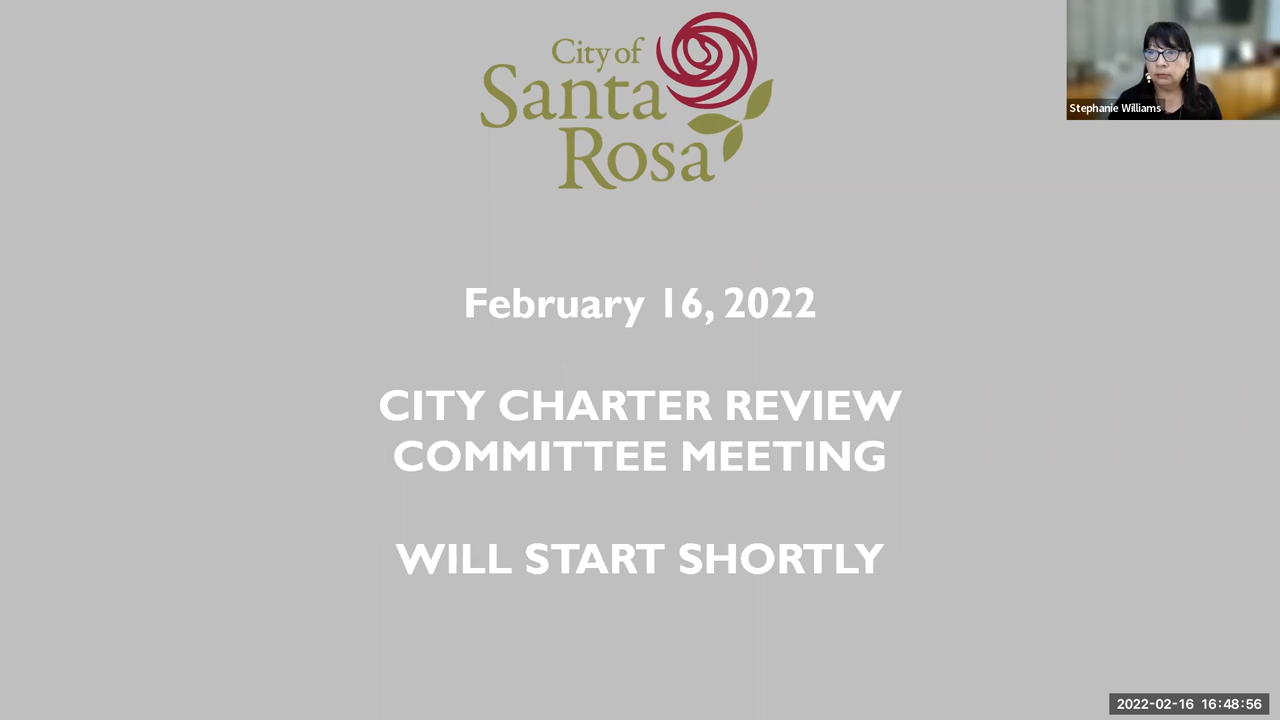 City of
Santa
Rosa
Stephanie Williams
February 16, 2022
CITY CHARTER REVIEW
COMMITTEE MEETING
WILL START SHORTLY
2022-02-16 16:48:56